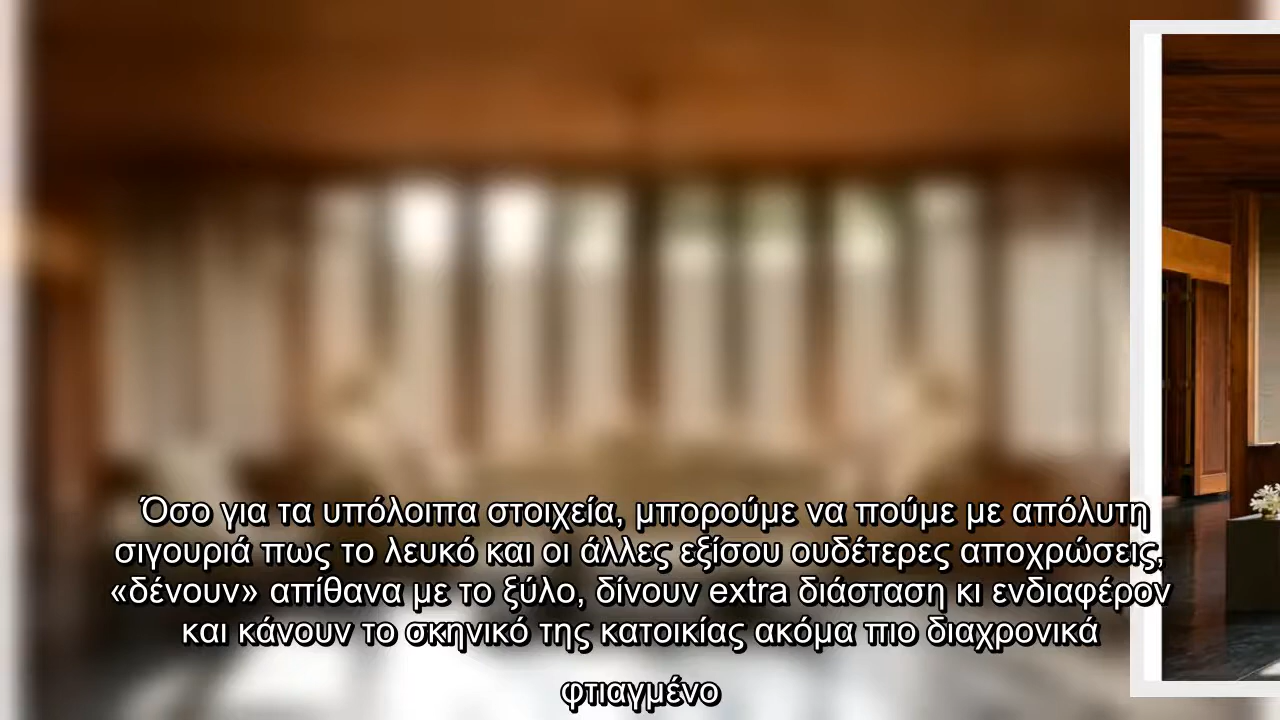 Όσο για τα υπόλοιπα στοιχεία, μπορούμε να πούμε με απόλυτη
σιγουριά πως το λευκό και οι άλλες εξίσου ουδέτερες αποχρώσεις,
«δένουν» απίθανα με το ξύλο, δίνουν extra διάσταση κι ενδιαφέρον
και κάνουν το σκηνικό της κατοικίας ακόμα πιο διαχρονικά
φτιαγμένο